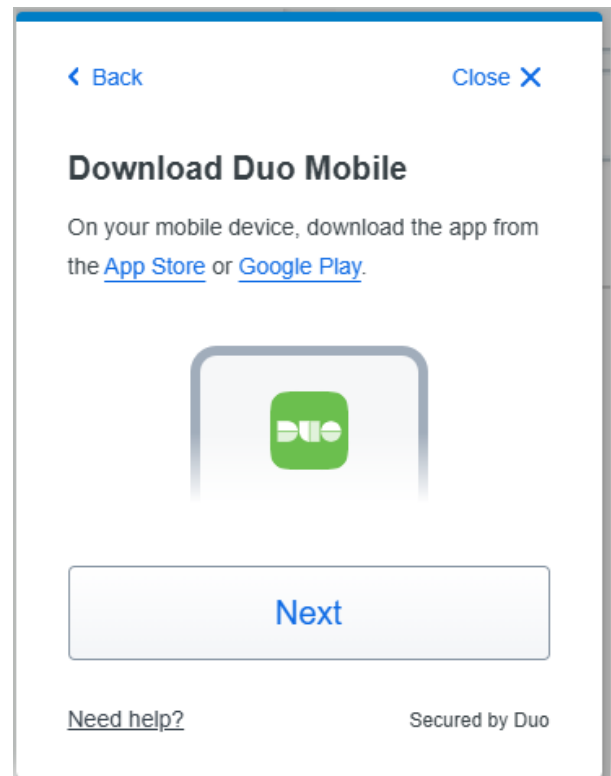 Back
Close
Download Duo Mobile
On your mobile device, download the app from
the App Store or Google Play.
DUO
Next
Need help?
Secured by Duo